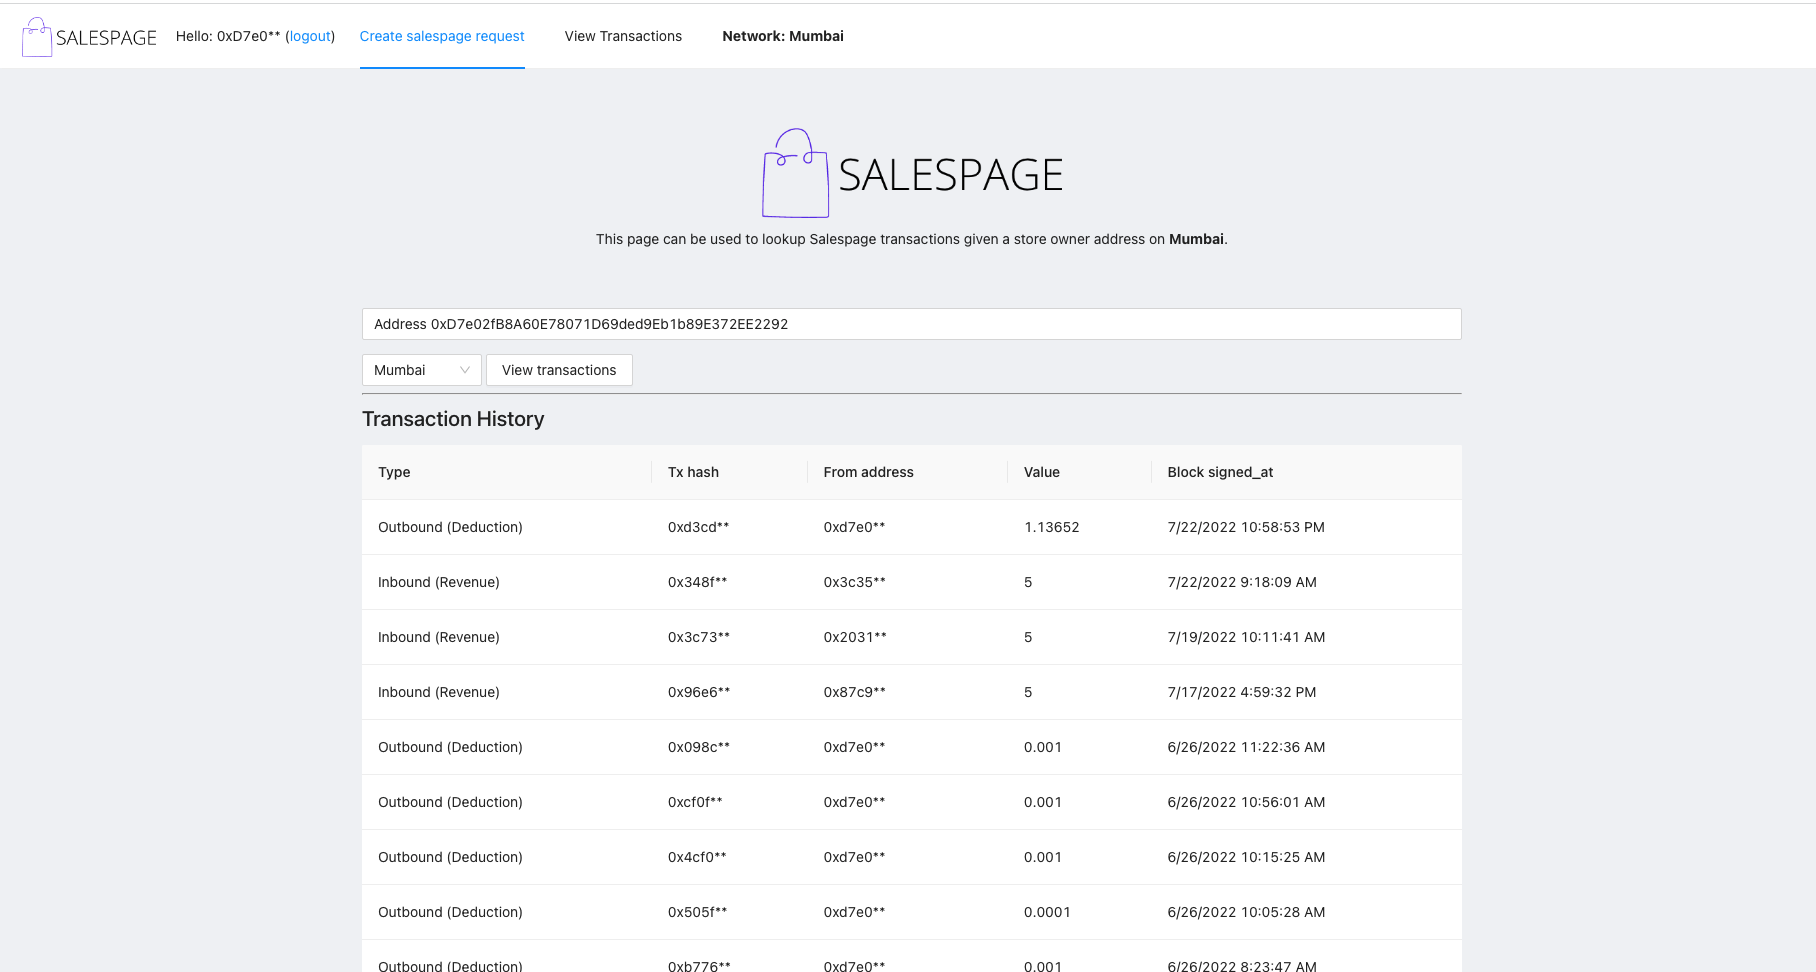 SALESPAGE Hello: 0xD7e0** (logout) Create salespage request View Transactions Network: Mumbai
SALESPAGE
This page can be used to lookup Salespage transactions given a store owner address on Mumbai.
Address 0xD7e02fB8A60E78071D69ded9Eb1b89E372EE2292
Mumbai View transactions
Transaction History
Type Tx hash From address Value Block signed_at
Outbound (Deduction) 0xd3cd** 0xd7e0** 1.13652 7/22/2022 10:58:53 PM
Inbound (Revenue) 0x348f** 0x3c35** 5 7/22/2022 9:18:09 AM
Inbound (Revenue) 0x3c73** 0x2031** 5 7/19/2022 10:11:41 AM
Inbound (Revenue) 0x96e6** 0x87c9** 5 7/17/2022 4:59:32 PM
Outbound (Deduction) 0x098c** 0xd7e0** 0.001 6/26/2022 11:22:36 AM
Outbound (Deduction) 0xcf0f** 0xd7e0** 0.001 6/26/2022 10:56:01 AM
Outbound (Deduction) 0x4cf0** 0xd7e0** 0.001 6/26/2022 10:15:25 AM
Outbound (Deduction) 0x505f** 0xd7e0** 0.0001 6/26/2022 10:05:28 AM
Outbound (Deduction) 0xb776** 0xd7e0** 0.001 6/26/2022 8:23:47 AM